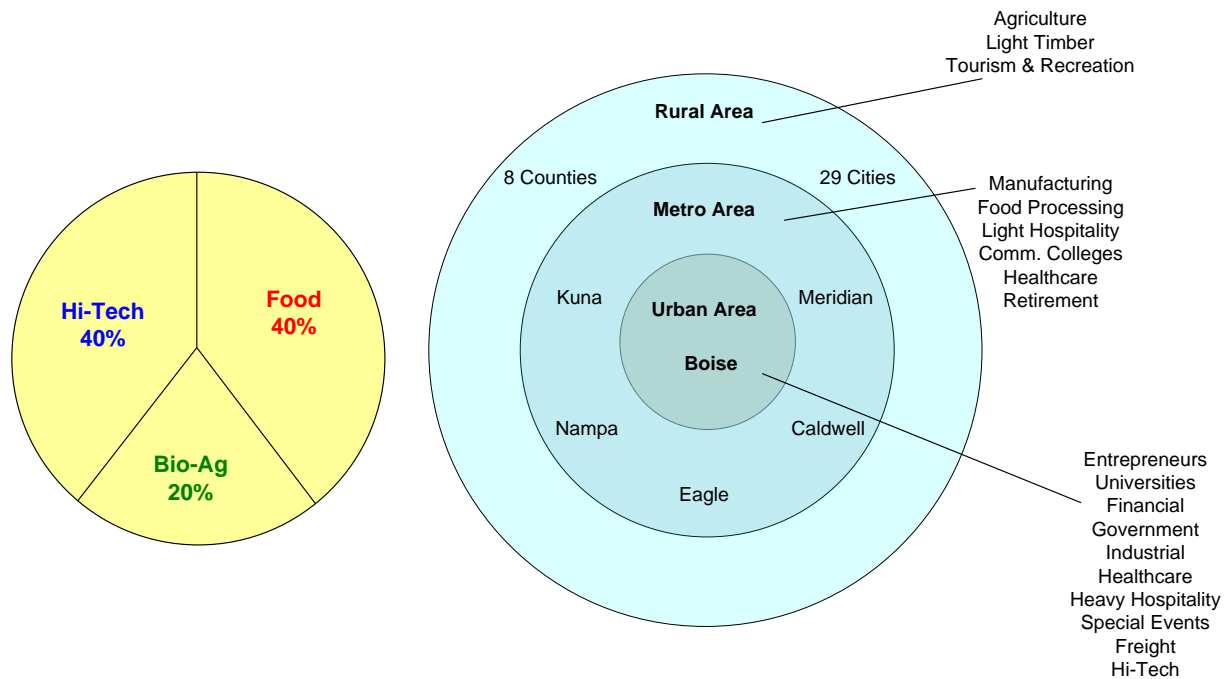 Hi-Tech
40%
Food
40%
Bio-Ag
20%
Rural Area
8 Counties
29 Cities
Metro Area
Kuna
Meridian
Urban Area
Boise
Nampa
Caldwell
Eagle
Agriculture
Light Timber
Tourism & Recreation
Manufacturing
Food Processing
Light Hospitality
Comm. Colleges
Healthcare
Retirement
Entrepreneurs
Universities
Financial
Government
Industrial
Healthcare
Heavy Hospitality
Special Events
Freight
Hi-Tech